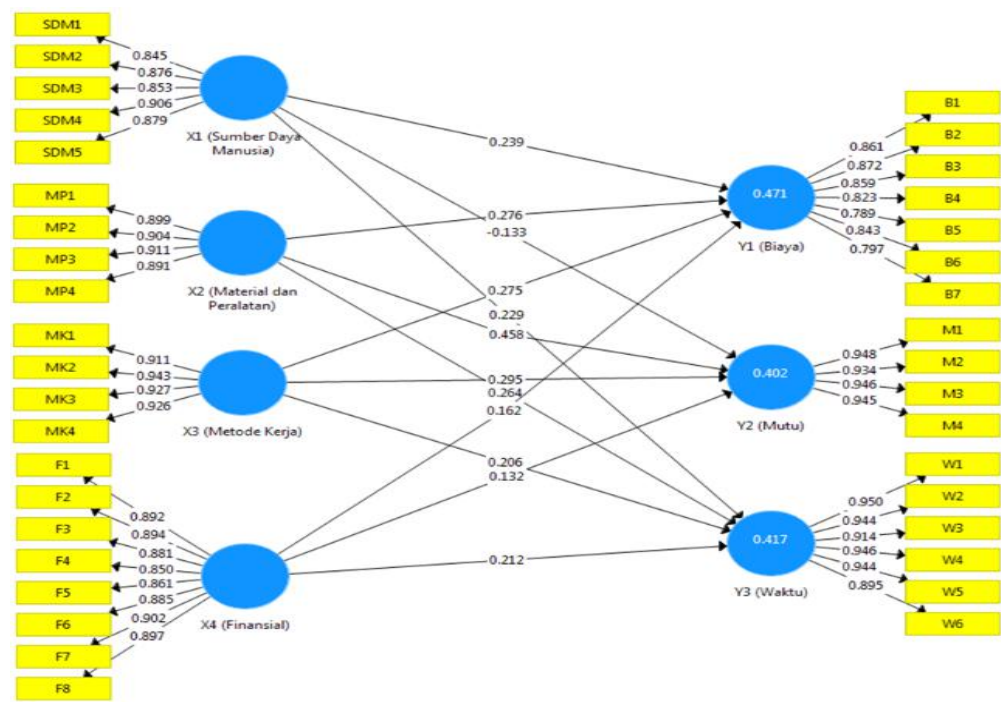 SDM1
SDM2
SDM3
SDM4
SDM5
0.845
0.876
0.853
0.906
0.879
X1 (Sumber Daya
Manusia)
MP1
MP2
MP3
MP4
0.899
0.904
0.911
0.891
X2 (Material dan
Peralatan)
MK1
MK2
MK3
MK4
0.911
0.943
0.927
0.926
X3 (Metode Kerja)
F1
F2
F3
F4
F5
F6
F7
F8
0.892
0.894
0.881
0.850
0.861
0.885
0.902
0.897
X4 (Finansial)
0.239
0.276
-0.133
0.275
0.229
0.458
0.295
0.264
0.162
0.206
0.132
0.212
0.471
Y1 (Biaya)
0.861
0.872
0.859
0.823
0.789
0.843
0.797
B1
B2
B3
B4
B5
B6
B7
0.402
Y2 (Mutu)
0.948
0.934
0.946
0.945
M1
M2
M3
M4
0.417
Y3 (Waktu)
0.950
0.944
0.914
0.946
0.944
0.895
W1
W2
W3
W4
W5
W6